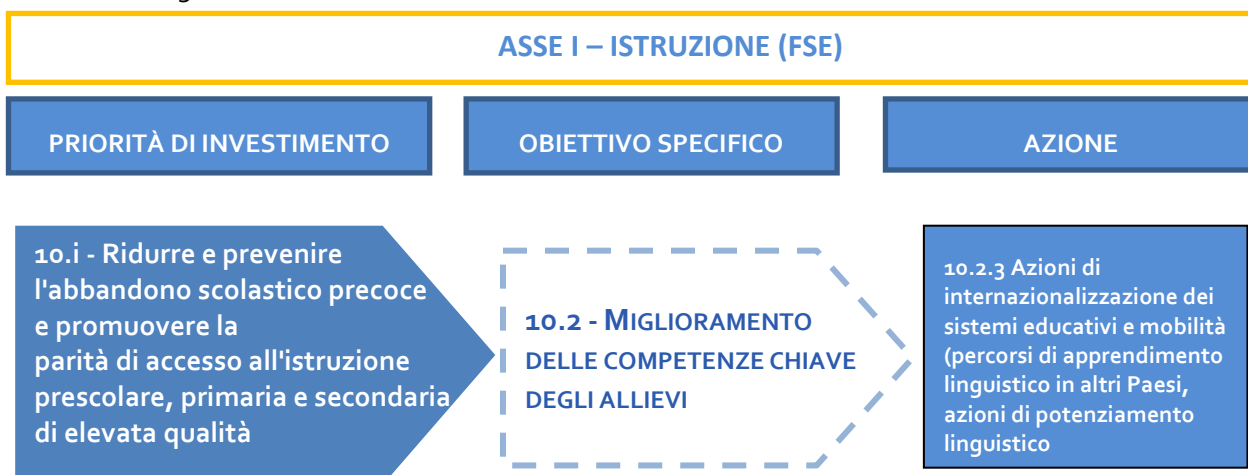 ASSE I – ISTRUZIONE (FSE)
PRIORITÀ DI INVESTIMENTO
OBIETTIVO SPECIFICO
AZIONE
10.i - Ridurre e prevenire
l'abbandono scolastico precoce
e promuovere la
parità di accesso all'istruzione
prescolare, primaria e secondaria
di elevata qualità
10.2 - MIGLIORAMENTO
DELLE COMPETENZE CHIAVE
DEGLI ALLIEVI
10.2.3 Azioni di
internazionalizzazione dei
sistemi educativi e mobilità
(percorsi di apprendimento
linguistico in altri Paesi,
azioni di potenziamento
linguistico